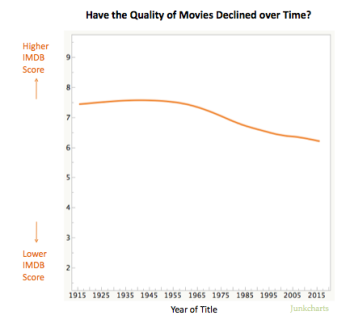 Have the Quality of Movies Declined over Time?
Higher
IMDB
Score
9
8
7
6
5
4
3
2
Lower
IMDB
Score
1915 1925 1935 1945 1955 1965 1975 1985 1995 2005 2015
Year of Title
junkcharts